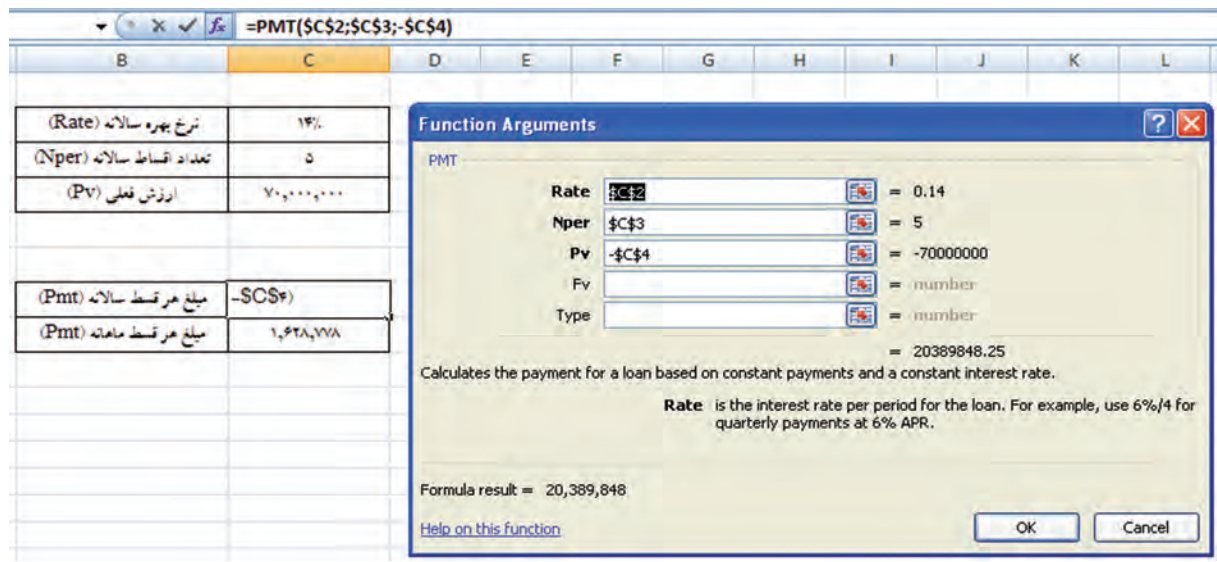 =PMT($C$2;$C$3;-$C$4)
B C D E F G H I J K L
نرخ بهره سالانه (Rate) ۱۴٪
تعداد اقساط سالانه (Nper) ۵
ارزش فعلی (Pv) ۷۰,۰۰۰,۰۰۰
مبلغ هر قسط سالانه (Pmt) -$C$۴)
مبلغ هر قسط ماهانه (Pmt) ۱,۶۲۸,۷۷۸
Function Arguments
PMT
Rate $C$2 = 0.14
Nper $C$3 = 5
Pv -$C$4 = -70000000
Fv = number
Type = number
= 20389848.25
Calculates the payment for a loan based on constant payments and a constant interest rate.
Rate is the interest rate per period for the loan. For example, use 6%/4 for
quarterly payments at 6% APR.
Formula result = 20,389,848
Help on this function OK Cancel